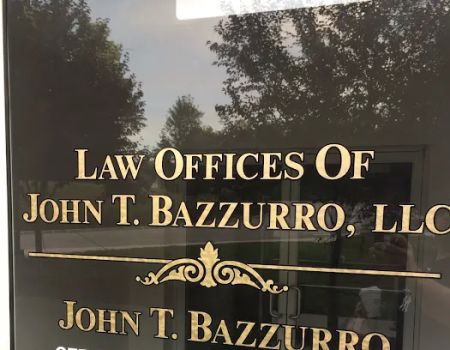 LAW OFFICES OF
JOHN T. BAZZURRO, LLC
JOHN T. BAZZURRO